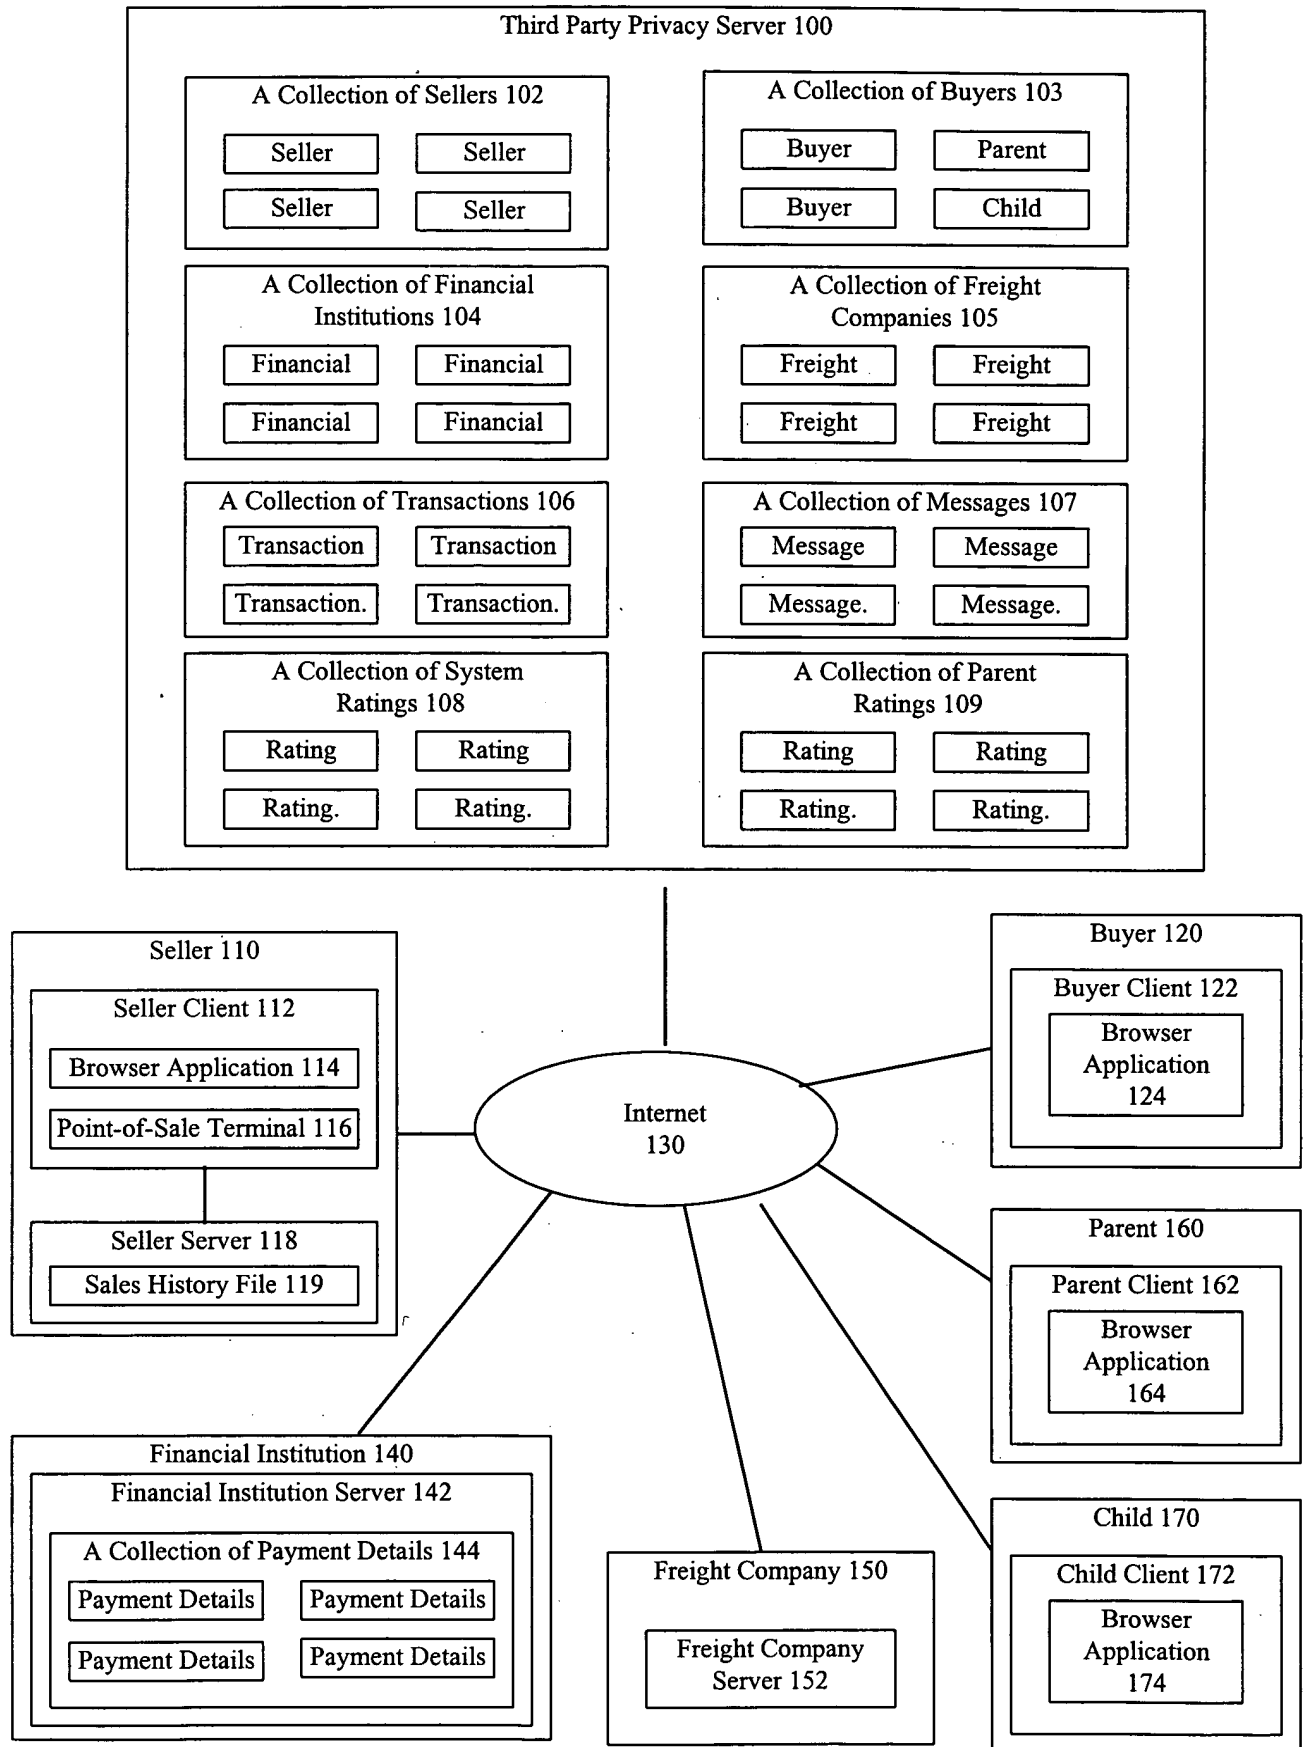 Third Party Privacy Server 100
A Collection of Sellers 102
Seller
Seller
Seller
Seller
A Collection of Buyers 103
Buyer
Parent
Buyer
Child
A Collection of Financial
Institutions 104
Financial
Financial
Financial
Financial
A Collection of Freight
Companies 105
Freight
Freight
Freight
Freight
A Collection of Transactions 106
Transaction
Transaction
Transaction.
Transaction.
A Collection of Messages 107
Message
Message
Message.
Message.
A Collection of System
Ratings 108
Rating
Rating
Rating.
Rating.
A Collection of Parent
Ratings 109
Rating
Rating
Rating.
Rating.
Seller 110
Seller Client 112
Browser Application 114
Point-of-Sale Terminal 116
Seller Server 118
Sales History File 119
Internet
130
Buyer 120
Buyer Client 122
Browser
Application
124
Parent 160
Parent Client 162
Browser
Application
164
Financial Institution 140
Financial Institution Server 142
A Collection of Payment Details 144
Payment Details
Payment Details
Payment Details
Payment Details
Freight Company 150
Freight Company
Server 152
Child 170
Child Client 172
Browser
Application
174